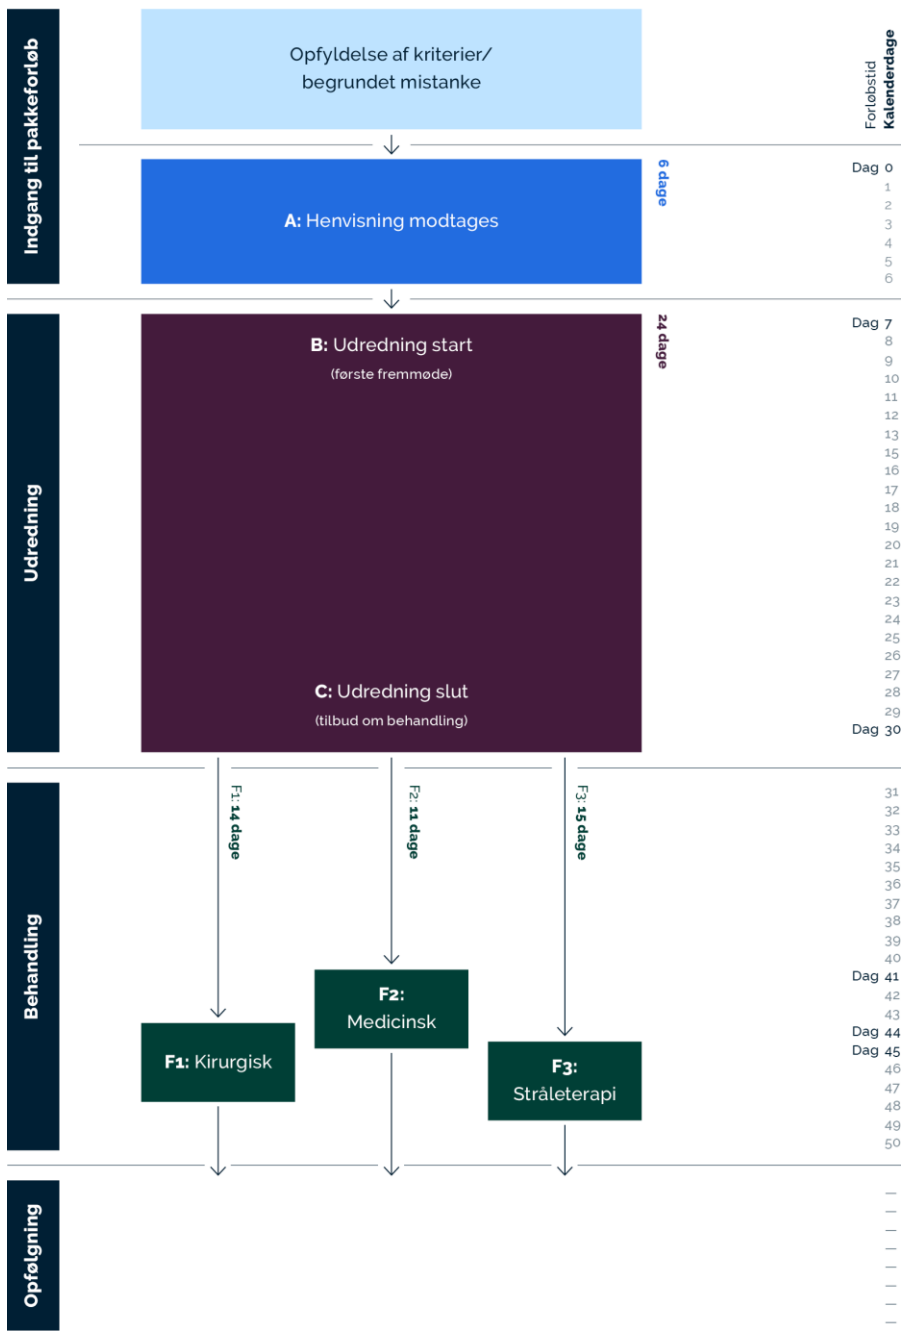 Indgang til pakkeforløb
Opfyldelse af kriterier/
begrundet mistanke
Forløbstid
Kalenderdage
A: Henvisning modtages
6 dage
Dag 0
1
2
3
4
5
6
Udredning
B: Udredning start
(første fremmøde)
C: Udredning slut
(tilbud om behandling)
24 dage
Dag 7
8
9
10
11
12
13
15
16
17
18
19
20
21
22
23
24
25
26
27
28
29
Dag 30
Behandling
F1: 14 dage
F2: 11 dage
F3: 15 dage
F1: Kirurgisk
F2:
Medicinsk
F3:
Stråleterapi
31
32
33
34
35
36
37
38
39
40
Dag 41
42
43
Dag 44
Dag 45
46
47
48
49
50
Opfølgning
—
—
—
—
—
—
—
—